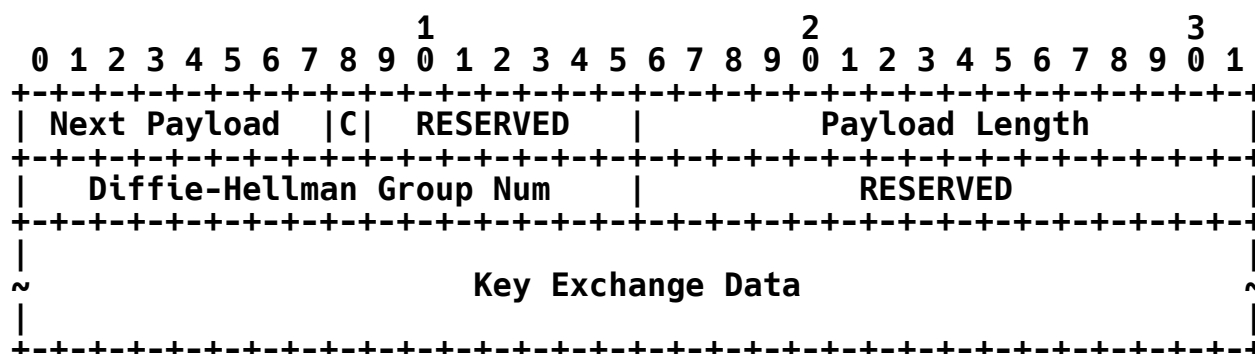 1                   2                   3
 0 1 2 3 4 5 6 7 8 9 0 1 2 3 4 5 6 7 8 9 0 1 2 3 4 5 6 7 8 9 0 1
+-+-+-+-+-+-+-+-+-+-+-+-+-+-+-+-+-+-+-+-+-+-+-+-+-+-+-+-+-+-+-+-+
| Next Payload  |C|  RESERVED   |         Payload Length        |
+-+-+-+-+-+-+-+-+-+-+-+-+-+-+-+-+-+-+-+-+-+-+-+-+-+-+-+-+-+-+-+-+
|   Diffie-Hellman Group Num    |           RESERVED            |
+-+-+-+-+-+-+-+-+-+-+-+-+-+-+-+-+-+-+-+-+-+-+-+-+-+-+-+-+-+-+-+-+
|                                                               |
~                       Key Exchange Data                       ~
|                                                               |
+-+-+-+-+-+-+-+-+-+-+-+-+-+-+-+-+-+-+-+-+-+-+-+-+-+-+-+-+-+-+-+-+